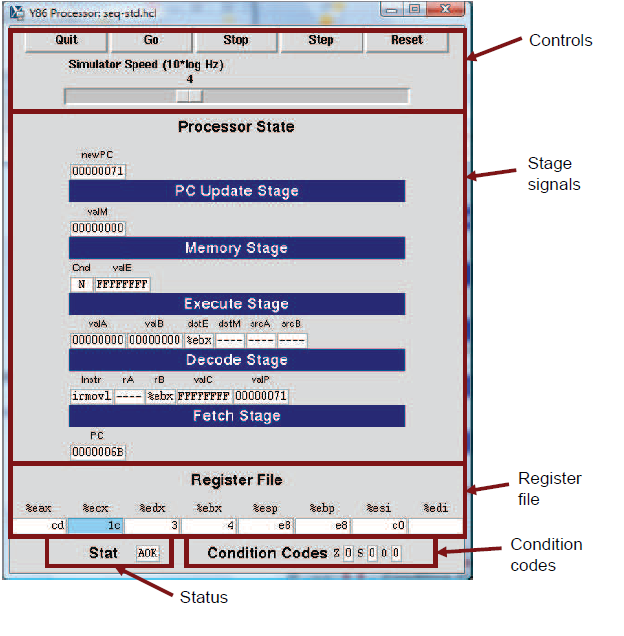 Y86 Processor: seq-std.hcl
Quit Go Stop Step Reset
Controls
Simulator Speed (10*log Hz)
4
Processor State
newPC
00000071
Stage
signals
PC Update Stage
valM
00000000
Memory Stage
Cnd valE
N FFFFFFFF
Execute Stage
valA valB dstE dstM srcA srcB
00000000 00000000 %ebx ---- ---- ----
Decode Stage
Instr rA rB valC valP
irmovl ---- %ebx FFFFFFFF 00000071
Fetch Stage
PC
0000006B
Register File
Register
file
%eax %ecx %edx %ebx %esp %ebp %esi %edi
cd 1c 3 4 e8 e8 c0
Stat AOK Condition Codes Z 0 S 0 O 0
Condition
codes
Status